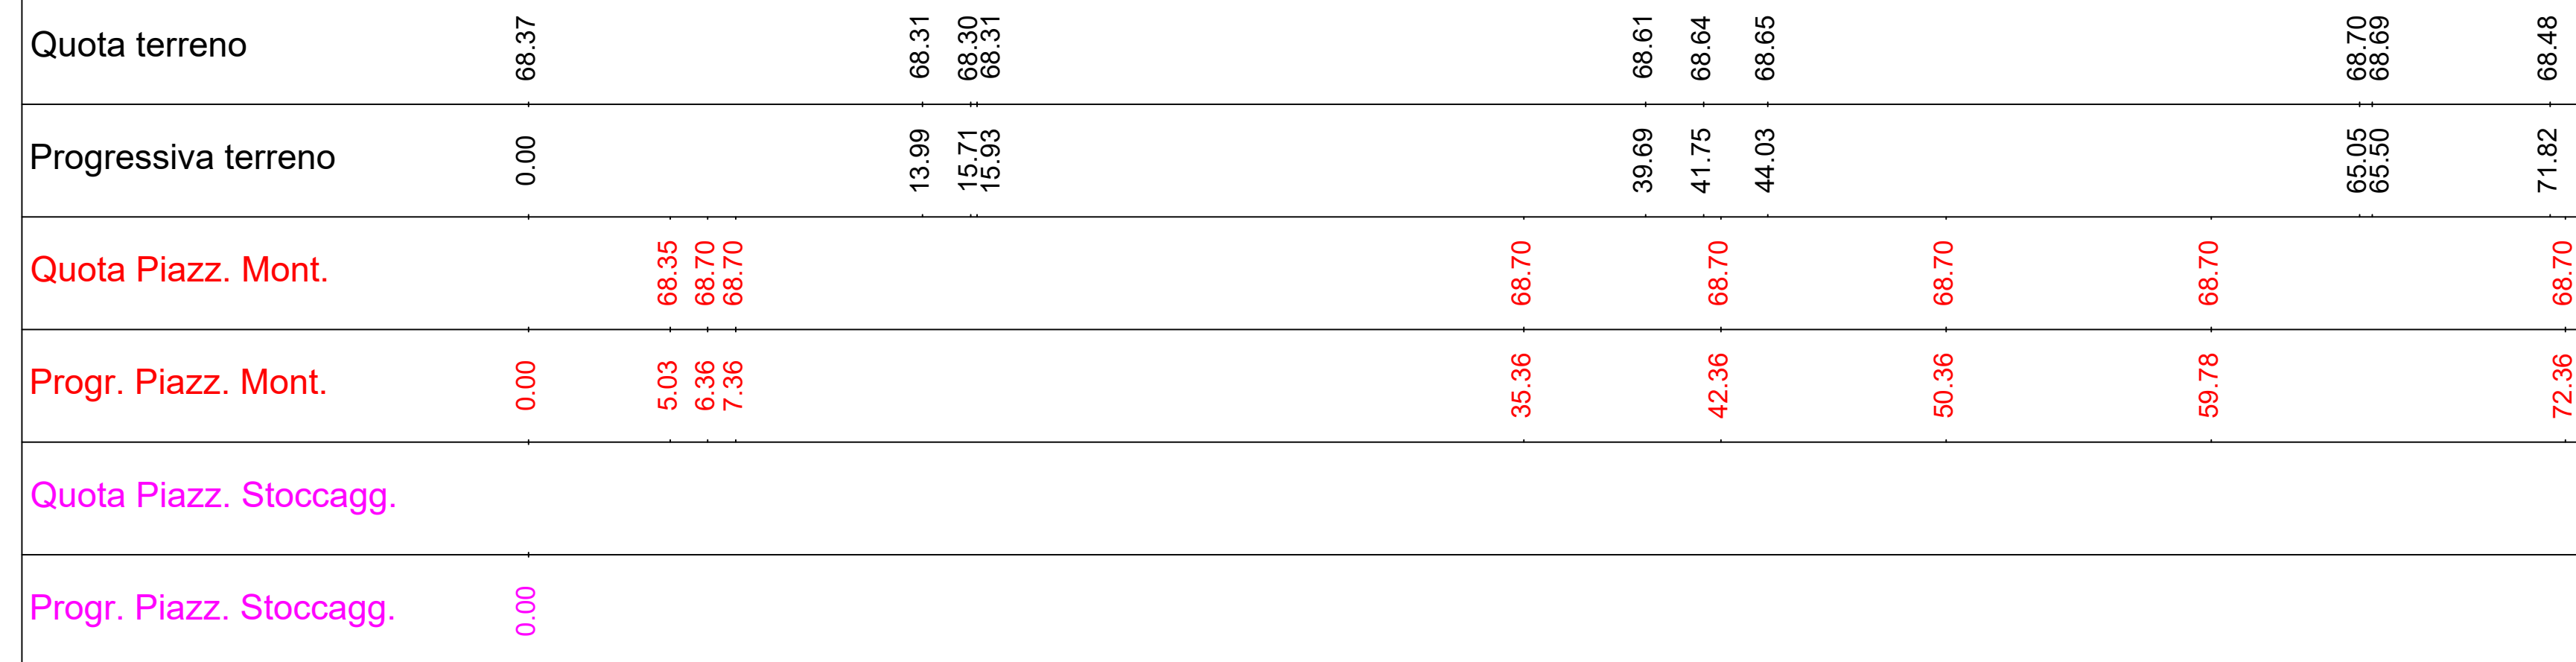 Quota terreno 68.37 68.31 68.30 68.31 68.61 68.64 68.65 68.70 68.69 68.48
Progressiva terreno 0.00 13.99 15.71 15.93 39.69 41.75 44.03 65.05 65.50 71.82
Quota Piazz. Mont. 68.35 68.70 68.70 68.70 68.70 68.70 68.70 68.70
Progr. Piazz. Mont. 0.00 5.03 6.36 7.36 35.36 42.36 50.36 59.78 72.36
Quota Piazz. Stoccagg.
Progr. Piazz. Stoccagg. 0.00